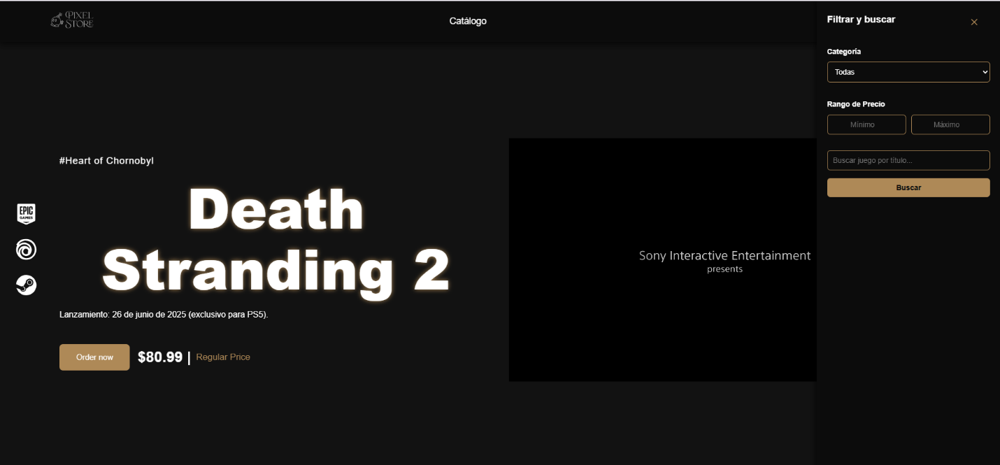 PIXEL
STORE
Catálogo
Filtrar y buscar
Categoría
Todas
Rango de Precio
Mínimo
Máximo
Buscar juego por título...
Buscar
#Heart of Chornobyl
Death
Stranding 2
Lanzamiento: 26 de junio de 2025 (exclusivo para PS5).
Order now
$80.99 |
Regular Price
EPIC
GAMES
Sony Interactive Entertainment
presents